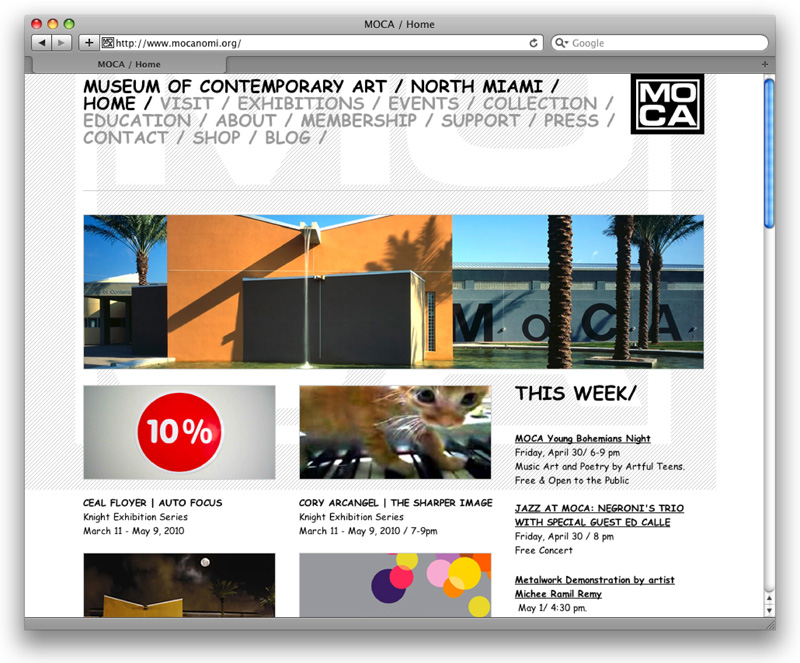 MOCA / Home
http://www.mocanomi.org/
Google
MOCA / Home
MUSEUM OF CONTEMPORARY ART / NORTH MIAMI /
HOME / VISIT / EXHIBITIONS / EVENTS / COLLECTION /
EDUCATION / ABOUT / MEMBERSHIP / SUPPORT / PRESS /
CONTACT / SHOP / BLOG /
MO
CA
MoCA
10%
CEAL FLOYER | AUTO FOCUS
Knight Exhibition Series
March 11 - May 9, 2010
CORY ARCANGEL | THE SHARPER IMAGE
Knight Exhibition Series
March 11 - May 9, 2010 / 7-9pm
THIS WEEK/
MOCA Young Bohemians Night
Friday, April 30/ 6-9 pm
Music Art and Poetry by Artful Teens.
Free & Open to the Public
JAZZ AT MOCA: NEGRONI'S TRIO
WITH SPECIAL GUEST ED CALLE
Friday, April 30 / 8 pm
Free Concert
Metalwork Demonstration by artist
Michee Ramil Remy
May 1/ 4:30 pm.